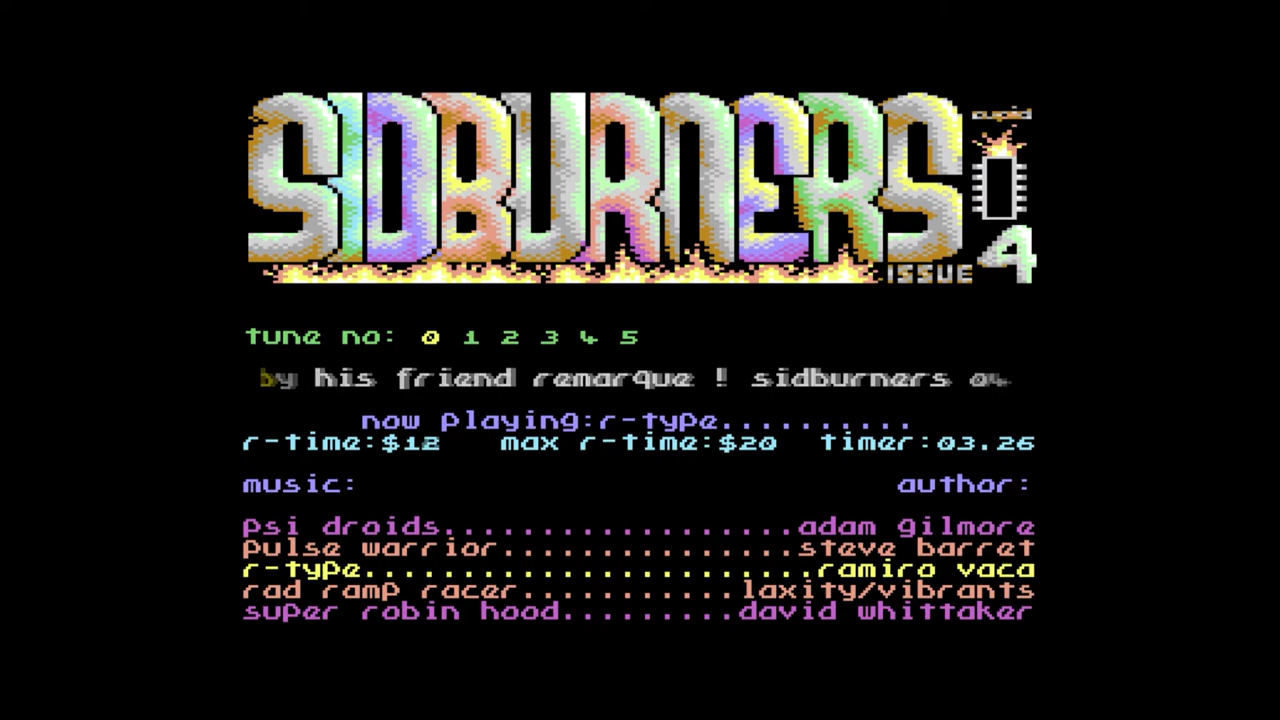 SIDBURNERS
cupid
ISSUE 4
tune no: 0 1 2 3 4 5
by his friend remarque ! sidburners 04
now playing:r-type..........
r-time:$12 max r-time:$20 timer:03.26
music: author:
psi droids..................adam gilmore
pulse warrior...............steve barret
r-type.......................ramiro vaca
rad ramp racer...........laxity/vibrants
super robin hood.........david whittaker